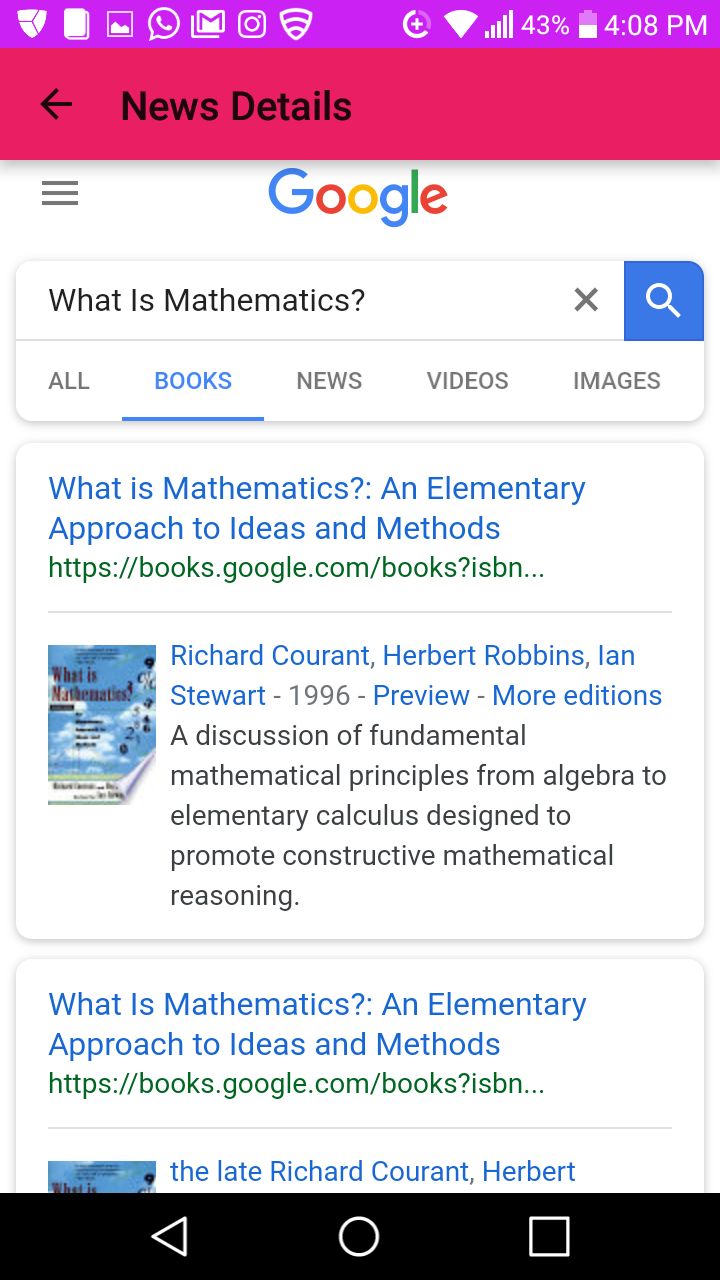 43% 4:08 PM
News Details
Google
What Is Mathematics?
ALL BOOKS NEWS VIDEOS IMAGES
What is Mathematics?: An Elementary
Approach to Ideas and Methods
https://books.google.com/books?isbn...
Richard Courant, Herbert Robbins, Ian
Stewart - 1996 - Preview - More editions
A discussion of fundamental
mathematical principles from algebra to
elementary calculus designed to
promote constructive mathematical
reasoning.
What is
Mathematics?
What Is Mathematics?: An Elementary
Approach to Ideas and Methods
https://books.google.com/books?isbn...
the late Richard Courant, Herbert
What is